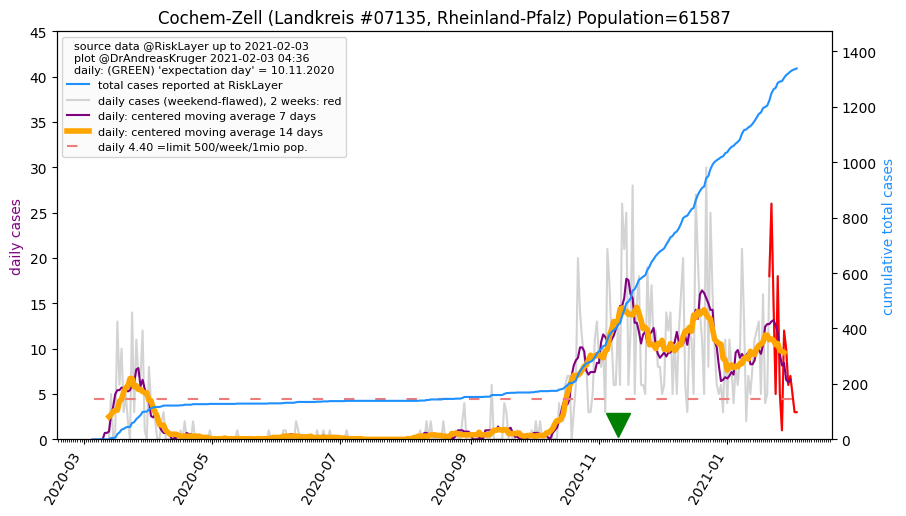 Cochem-Zell (Landkreis #07135, Rheinland-Pfalz) Population=61587
source data @RiskLayer up to 2021-02-03
plot @DrAndreasKruger 2021-02-03 04:36
daily: (GREEN) 'expectation day' = 10.11.2020
total cases reported at RiskLayer
daily cases (weekend-flawed), 2 weeks: red
daily: centered moving average 7 days
daily: centered moving average 14 days
daily 4.40 =limit 500/week/1mio pop.
daily cases
45
40
35
30
25
20
15
10
5
0
1400
1200
1000
800
600
400
200
0
cumulative total cases
2020-03
2020-05
2020-07
2020-09
2020-11
2021-01